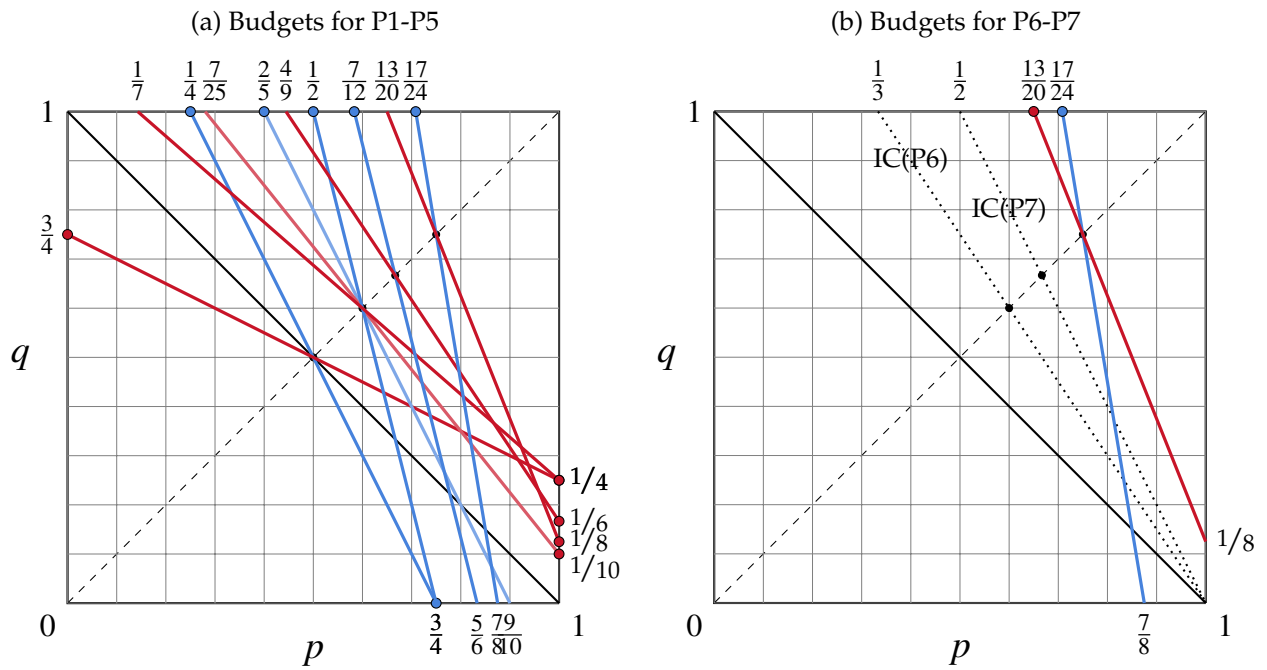 (a) Budgets for P1-P5
1/7 1/4 7/25 2/5 4/9 1/2 7/12 13/20 17/24
1
3/4
q
1/4
1/6
1/8
1/10
0 3/4 5/6 7/8 9/10 1
p
(b) Budgets for P6-P7
1/3 1/2 13/20 17/24
1
IC(P6)
IC(P7)
q
1/8
0 7/8 1
p